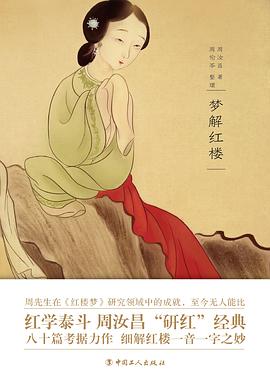 周汝昌 著
周伦苓 整理
梦解红楼
周先生在《红楼梦》研究领域中的成就，至今无人能比
红学泰斗 周汝昌“研红”经典
八十篇考据力作 细解红楼一音一字之妙
中国工人出版社